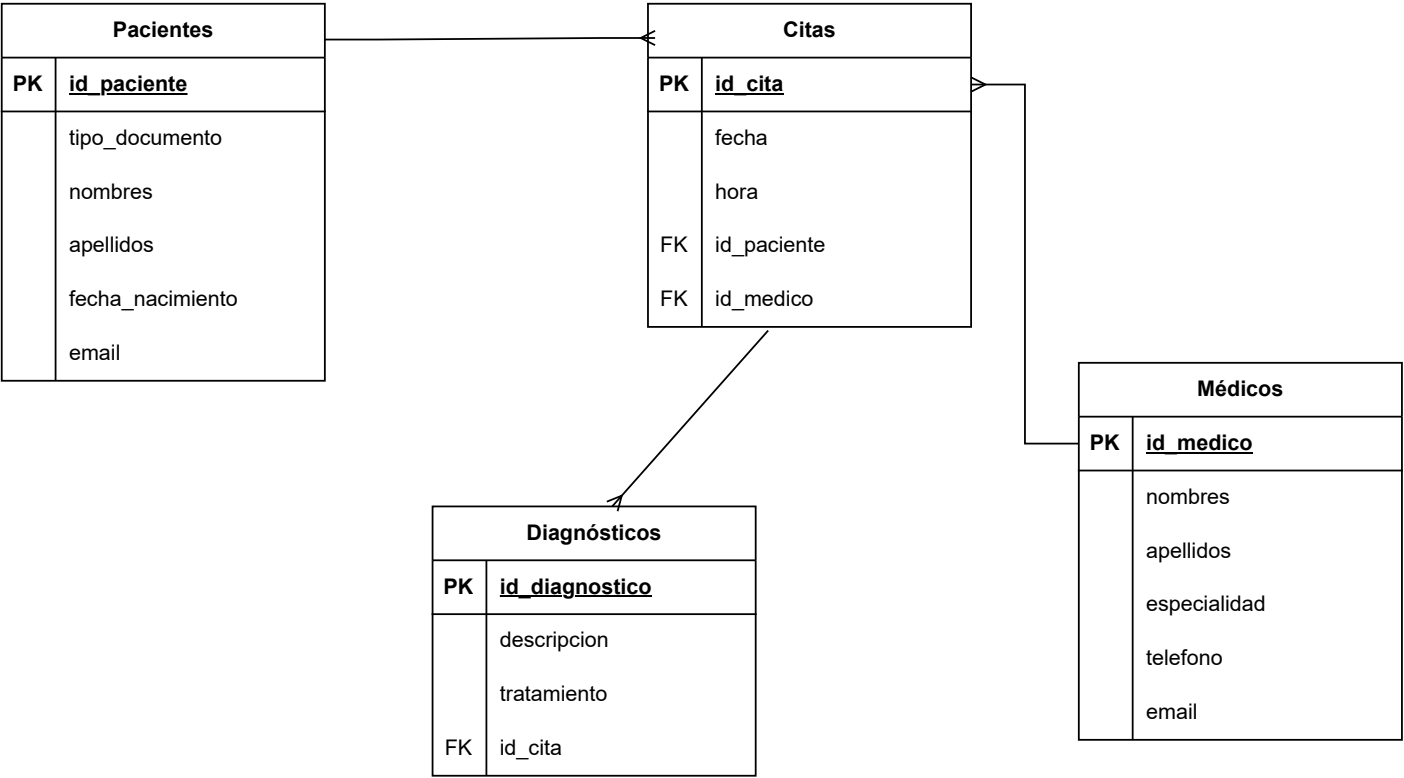 Pacientes
PK id_paciente
tipo_documento
nombres
apellidos
fecha_nacimiento
email
Citas
PK id_cita
fecha
hora
FK id_paciente
FK id_medico
Médicos
PK id_medico
nombres
apellidos
especialidad
telefono
email
Diagnósticos
PK id_diagnostico
descripcion
tratamiento
FK id_cita